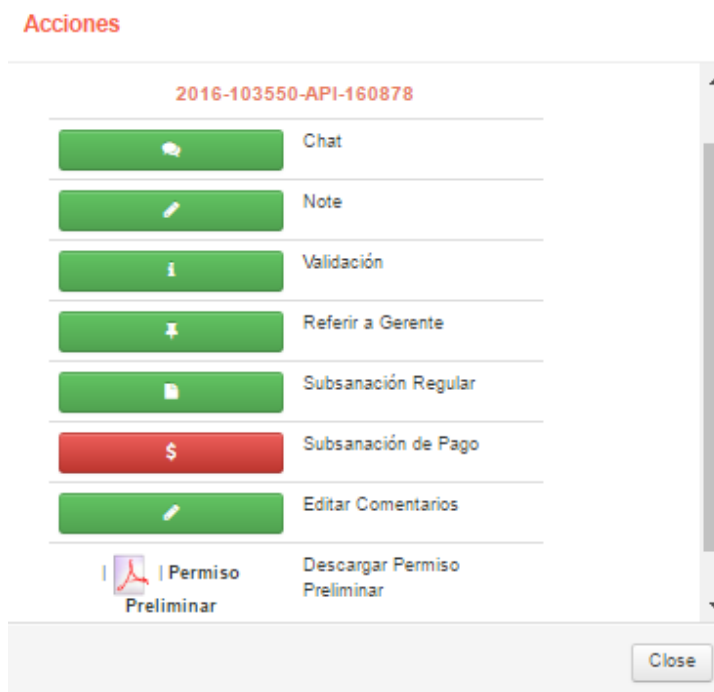 Acciones
2016-103550-API-160878
Chat
Note
i Validación
Referir a Gerente
Subsanación Regular
$ Subsanación de Pago
Editar Comentarios
| | Permiso Descargar Permiso
Preliminar Preliminar
Close